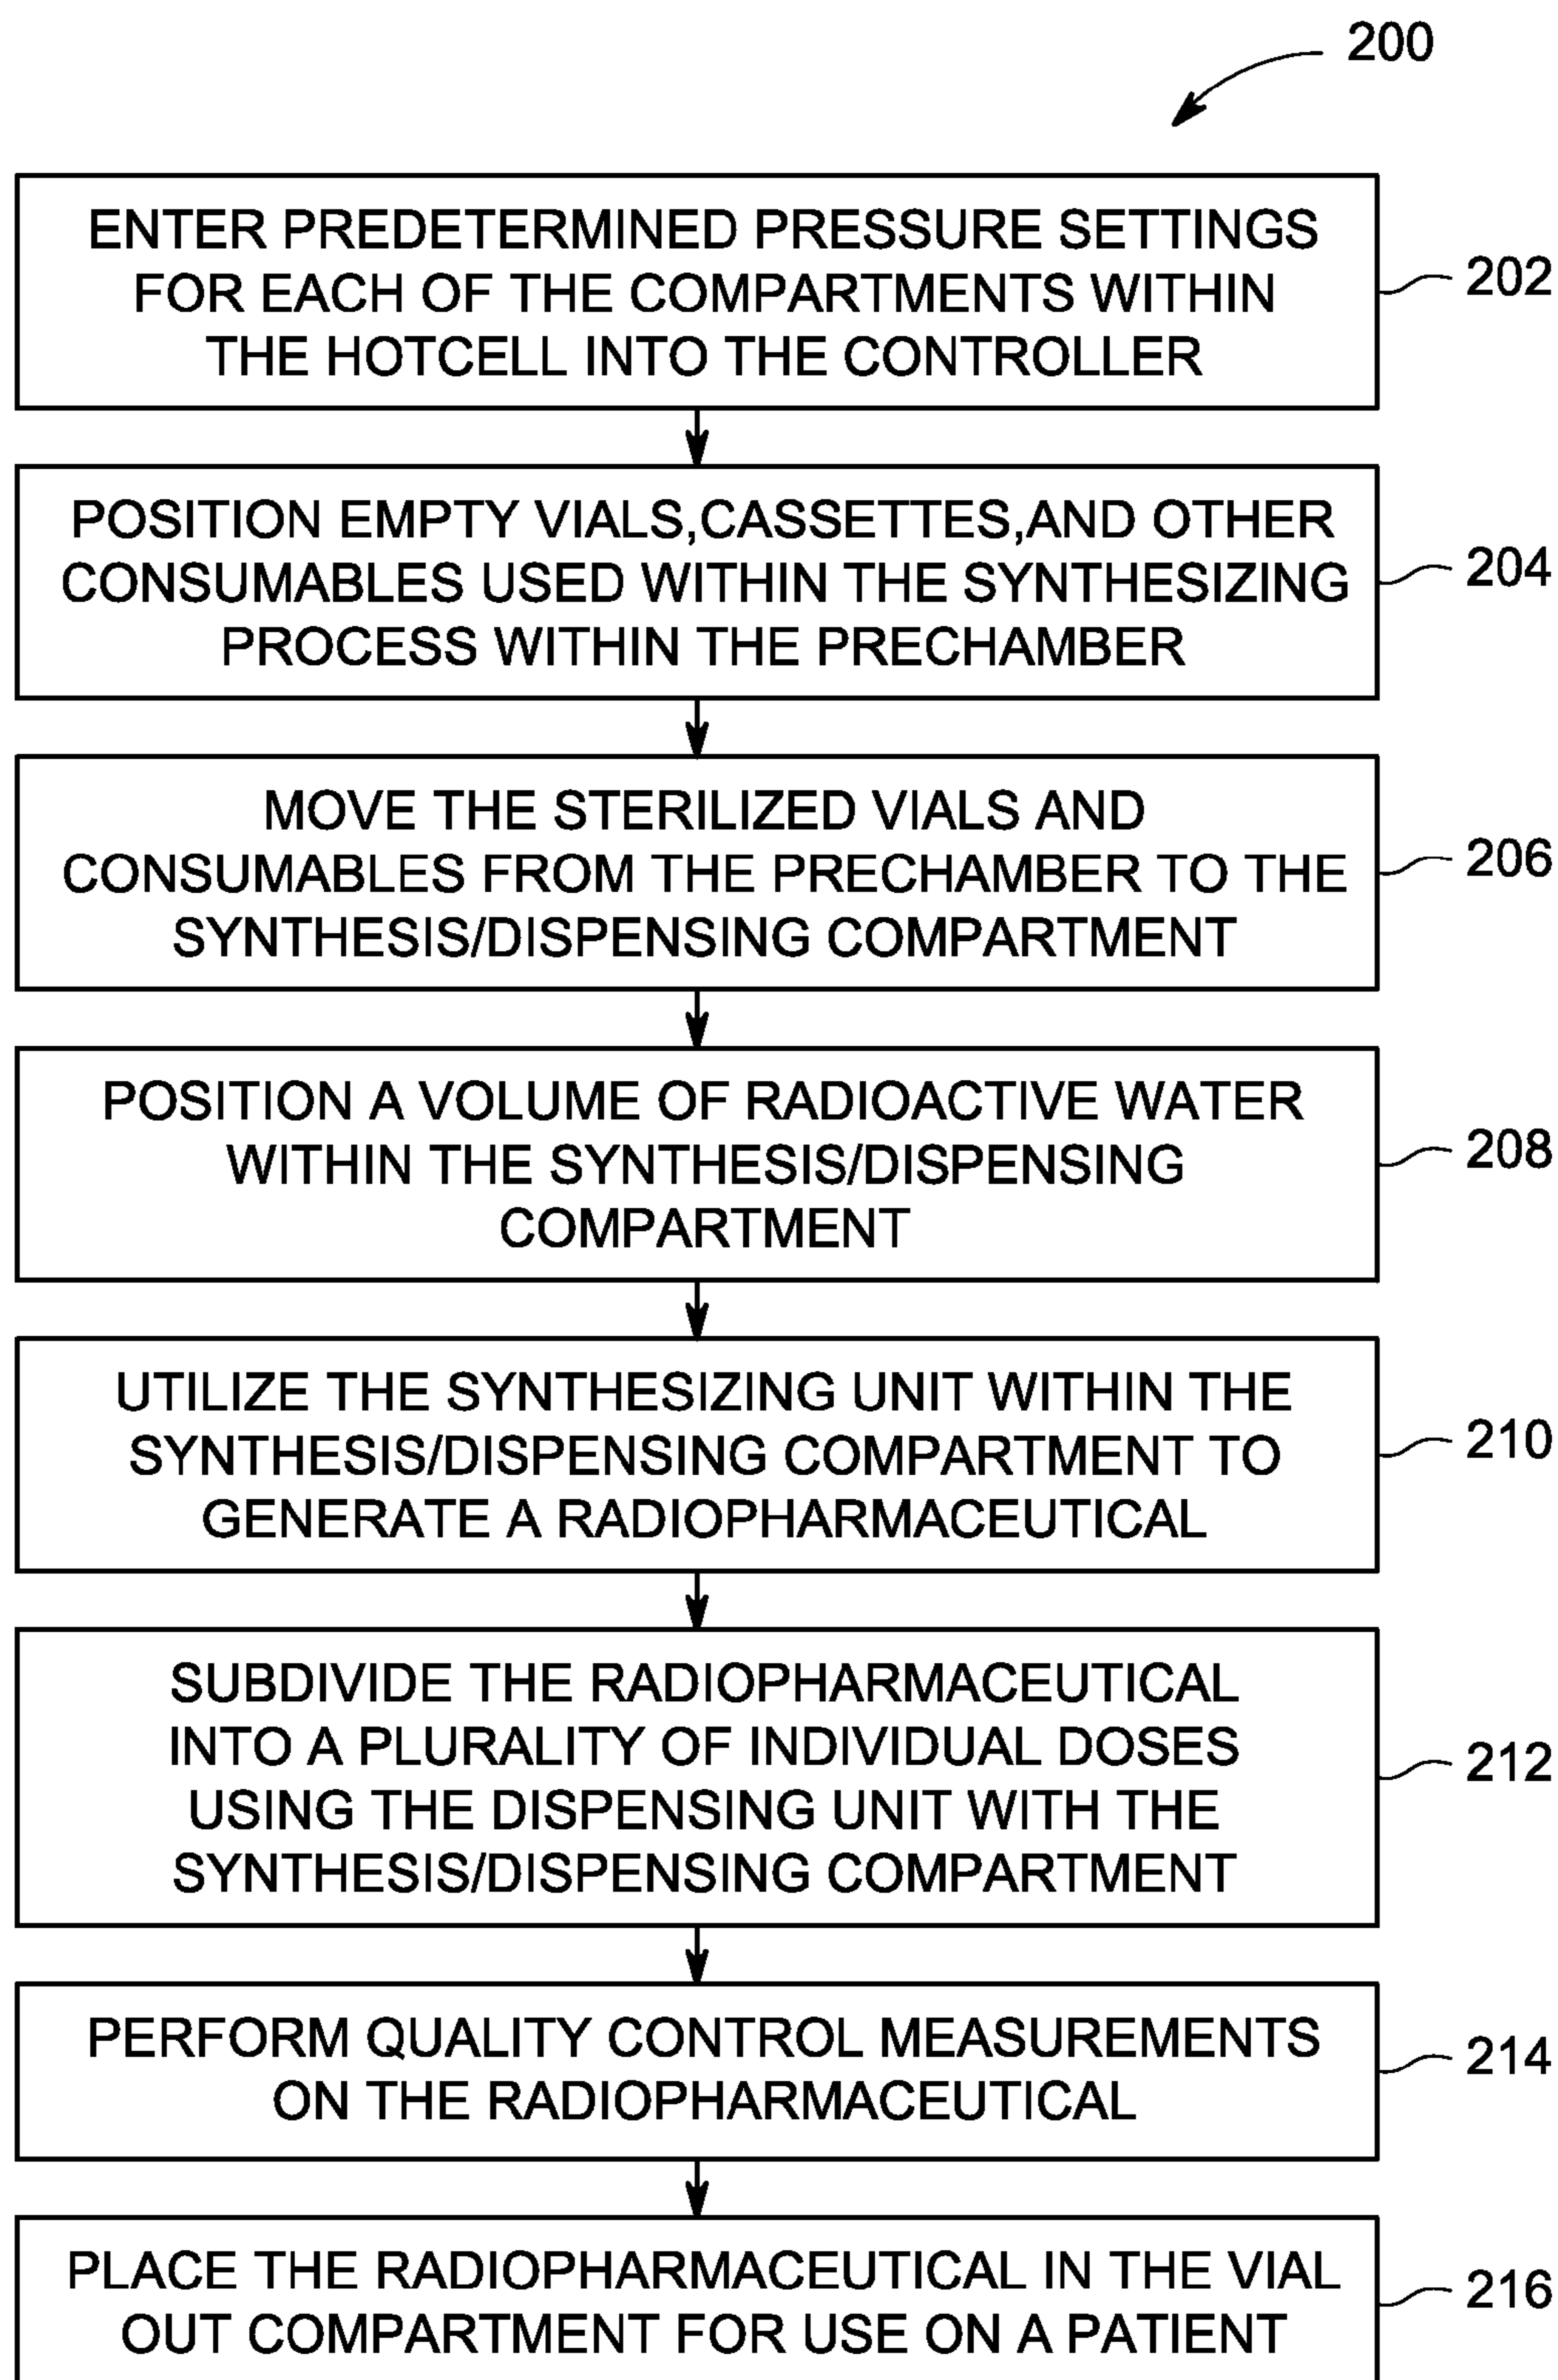 200
ENTER PREDETERMINED PRESSURE SETTINGS
FOR EACH OF THE COMPARTMENTS WITHIN
THE HOTCELL INTO THE CONTROLLER
202
POSITION EMPTY VIALS,CASSETTES,AND OTHER
CONSUMABLES USED WITHIN THE SYNTHESIZING
PROCESS WITHIN THE PRECHAMBER
204
MOVE THE STERILIZED VIALS AND
CONSUMABLES FROM THE PRECHAMBER TO THE
SYNTHESIS/DISPENSING COMPARTMENT
206
POSITION A VOLUME OF RADIOACTIVE WATER
WITHIN THE SYNTHESIS/DISPENSING
COMPARTMENT
208
UTILIZE THE SYNTHESIZING UNIT WITHIN THE
SYNTHESIS/DISPENSING COMPARTMENT TO
GENERATE A RADIOPHARMACEUTICAL
210
SUBDIVIDE THE RADIOPHARMACEUTICAL
INTO A PLURALITY OF INDIVIDUAL DOSES
USING THE DISPENSING UNIT WITH THE
SYNTHESIS/DISPENSING COMPARTMENT
212
PERFORM QUALITY CONTROL MEASUREMENTS
ON THE RADIOPHARMACEUTICAL
214
PLACE THE RADIOPHARMACEUTICAL IN THE VIAL
OUT COMPARTMENT FOR USE ON A PATIENT
216